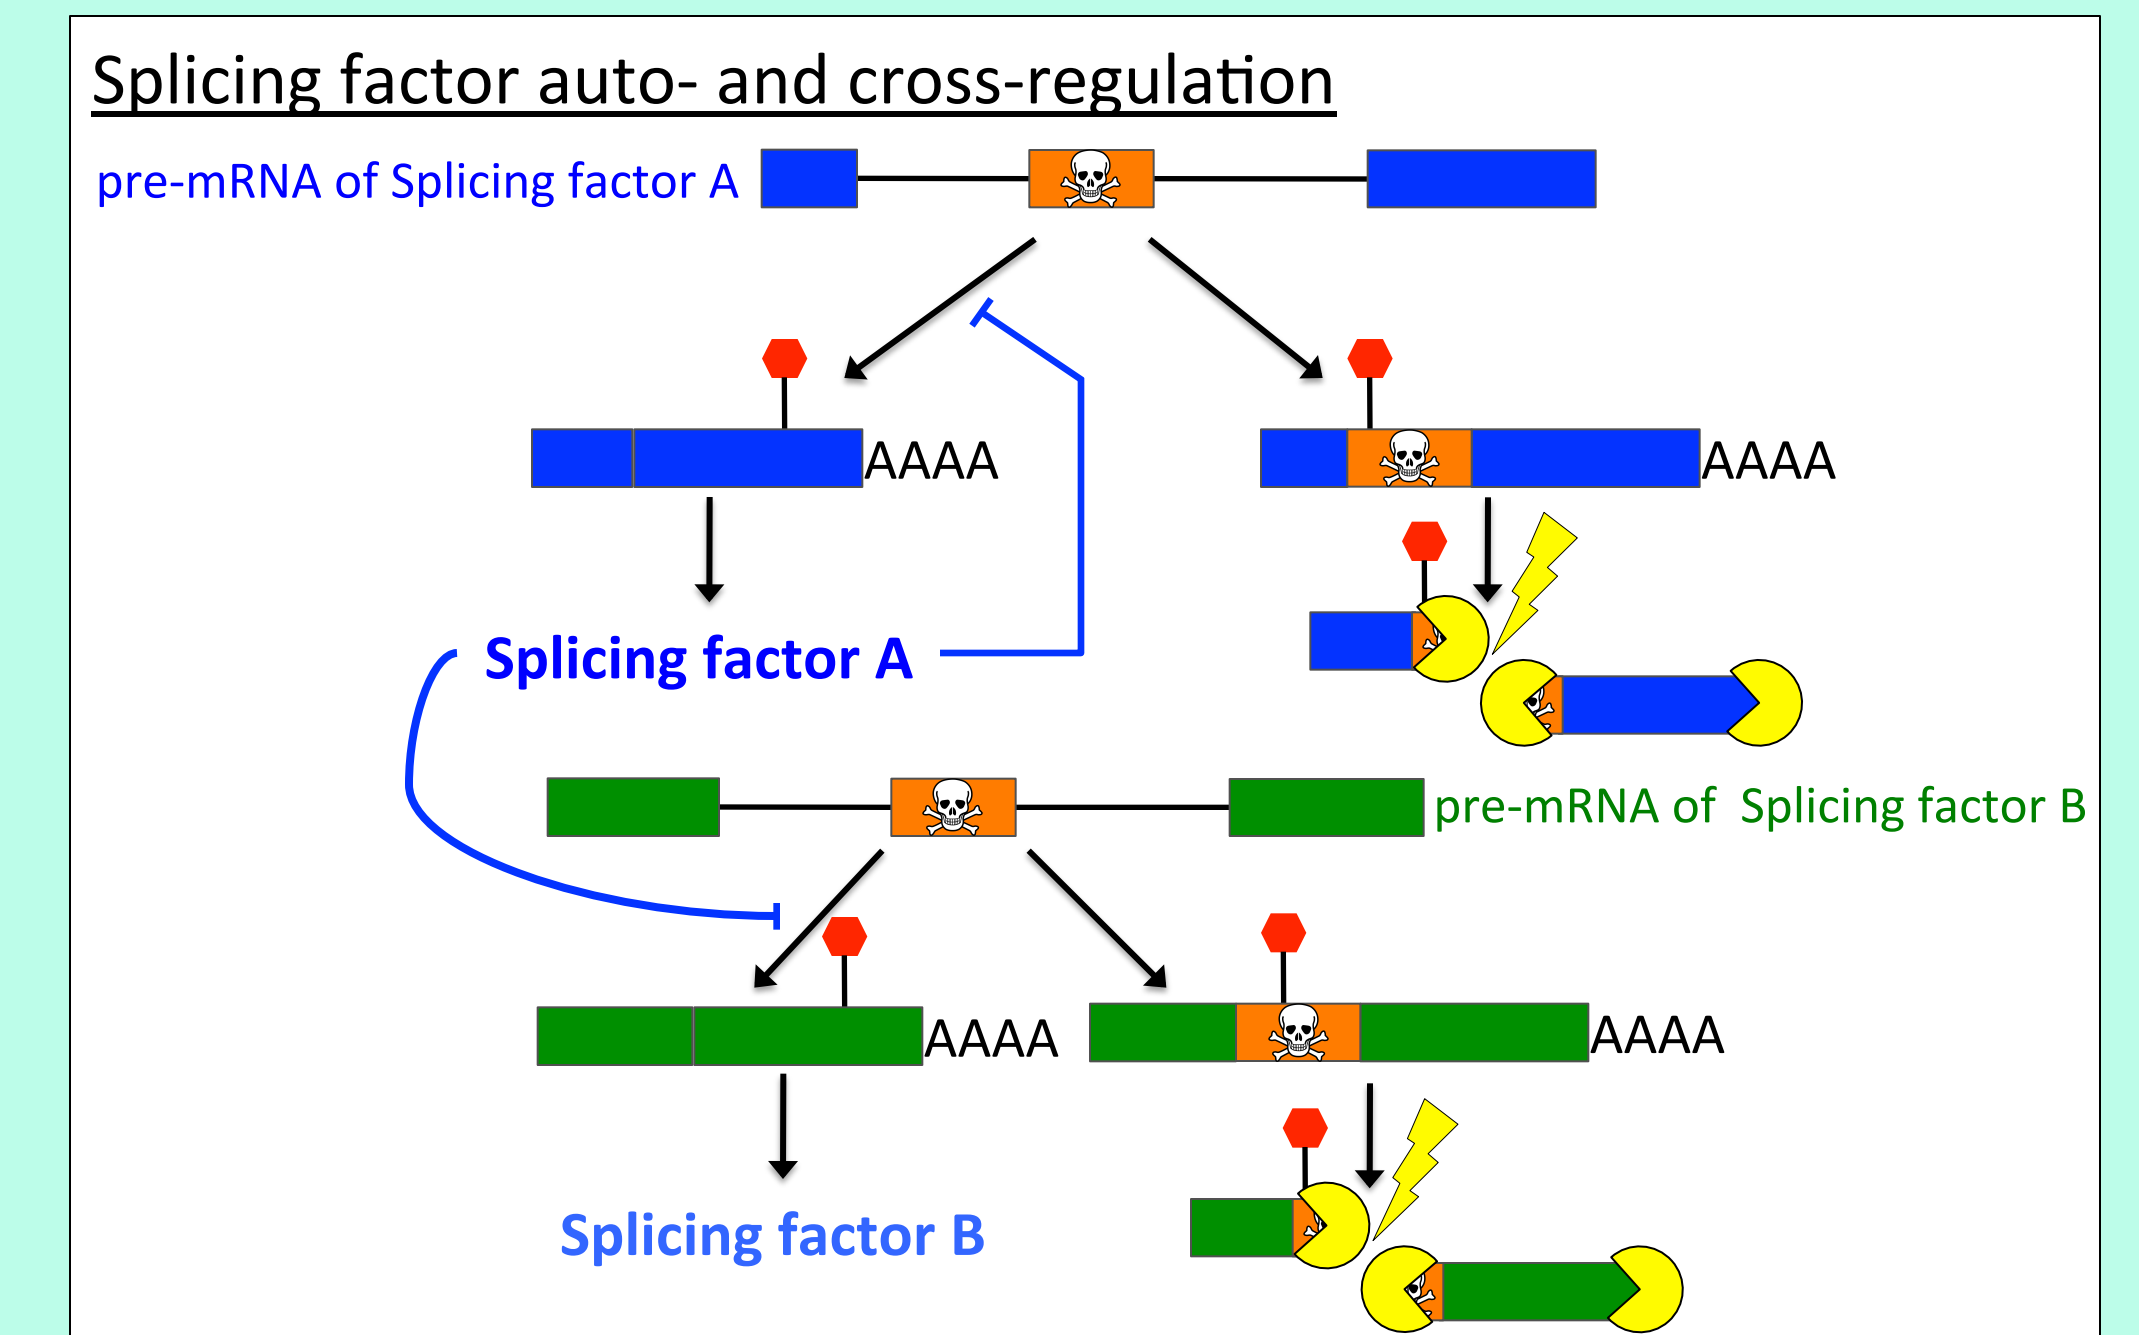 Splicing factor auto- and cross-regulation
pre-mRNA of Splicing factor A
AAAA
AAAA
Splicing factor A
pre-mRNA of  Splicing factor B
AAAA
AAAA
Splicing factor B